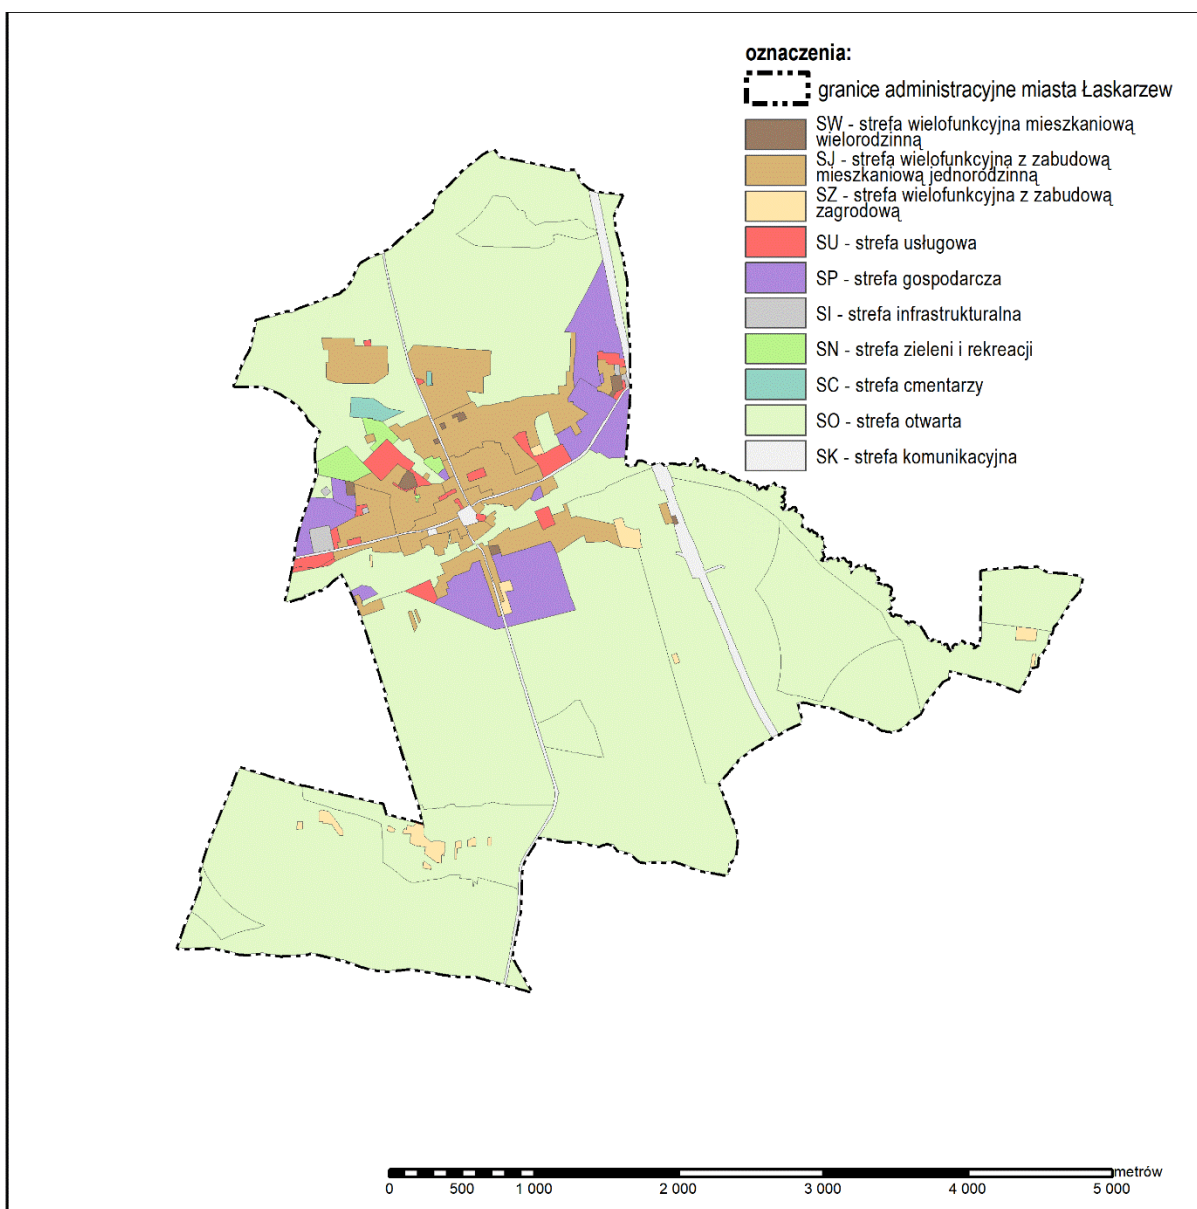 oznaczenia:
granice administracyjne miasta Łaskarzew
SW - strefa wielofunkcyjna mieszkaniową
wielorodzinną
SJ - strefa wielofunkcyjna z zabudową
mieszkaniową jednorodzinną
SZ - strefa wielofunkcyjna z zabudową
zagrodową
SU - strefa usługowa
SP - strefa gospodarcza
SI - strefa infrastrukturalna
SN - strefa zieleni i rekreacji
SC - strefa cmentarzy
SO - strefa otwarta
SK - strefa komunikacyjna
metrów
0 500 1 000 2 000 3 000 4 000 5 000